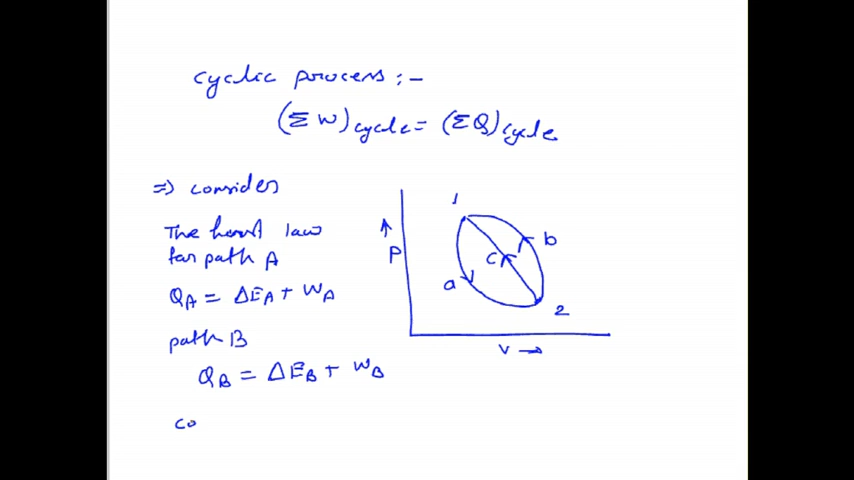 cyclic process :-
(Σ W)cycle = (ΣQ)cycle
⇒ consider
The law
for path A
QA = ΔEA + WA
path B
QB = ΔEB + WB
co
1
↑
P
b
c
a
2
V →